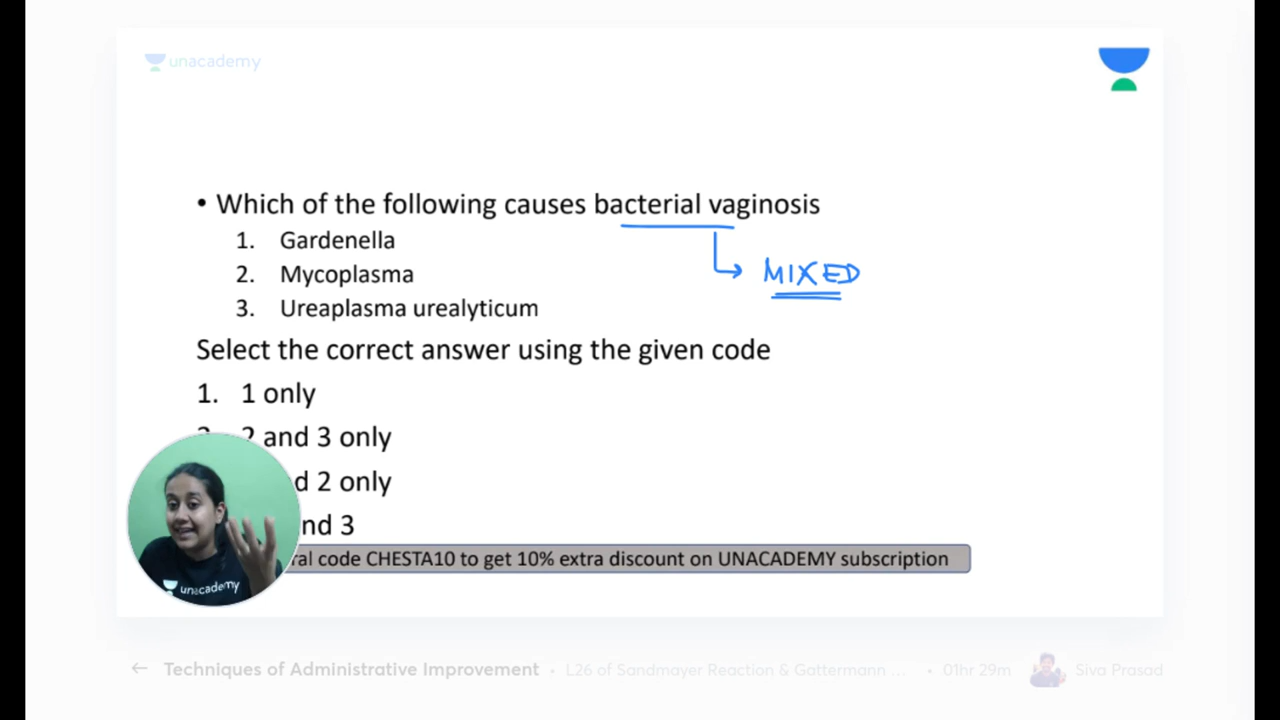 unacademy
• Which of the following causes bacterial vaginosis
1. Gardenella
MIXED
2. Mycoplasma
3. Ureaplasma urealyticum
Select the correct answer using the given code
1. 1 only
2 and 3 only
d 2 only
nd 3
ral code CHESTA10 to get 10% extra discount on UNACADEMY subscription
unacademy
← Techniques of Administrative Improvement • L26 of Sandmayer Reaction & Gattermann ... • 01hr 29m Siva Prasad